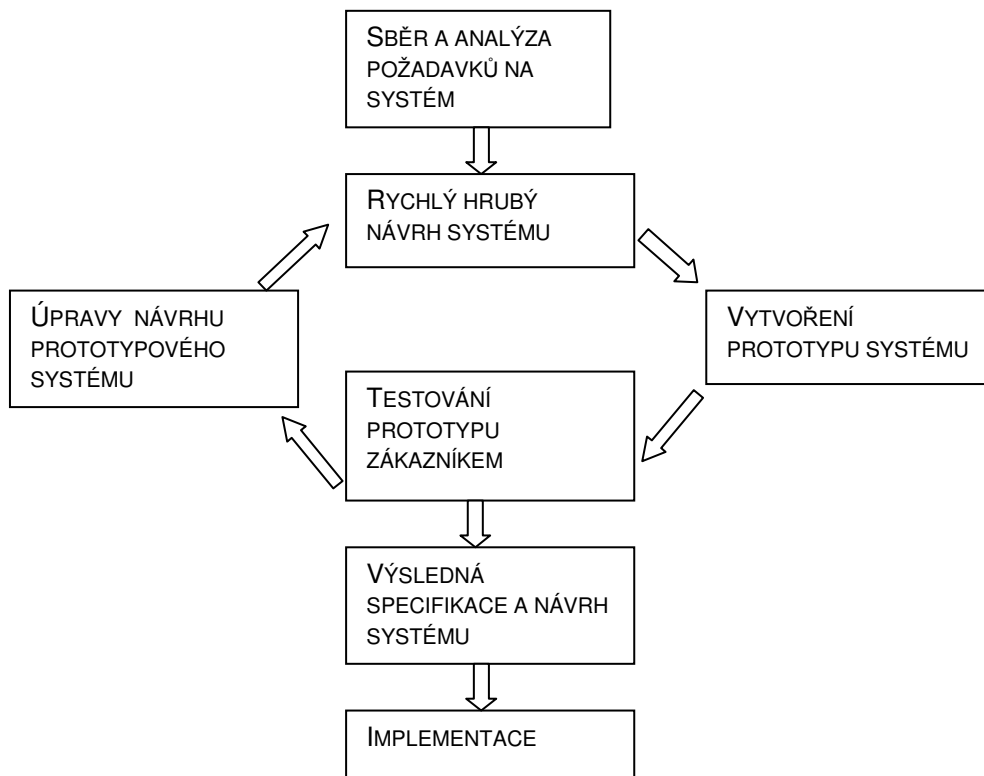 SBĚR A ANALÝZA
POŽADAVKŮ NA
SYSTÉM
RYCHLÝ HRUBÝ
NÁVRH SYSTÉMU
ÚPRAVY NÁVRHU
PROTOTYPOVÉHO
SYSTÉMU
VYTVOŘENÍ
PROTOTYPU SYSTÉMU
TESTOVÁNÍ
PROTOTYPU
ZÁKAZNÍKEM
VÝSLEDNÁ
SPECIFIKACE A NÁVRH
SYSTÉMU
IMPLEMENTACE